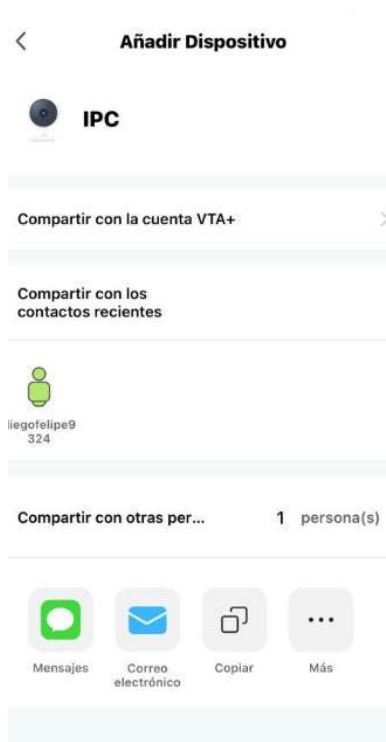 Añadir Dispositivo
IPC
Compartir con la cuenta VTA+
Compartir con los
contactos recientes
iegofelipe9
324
Compartir con otras per... 1 persona(s)
Mensajes Correo Copiar Más
electrónico